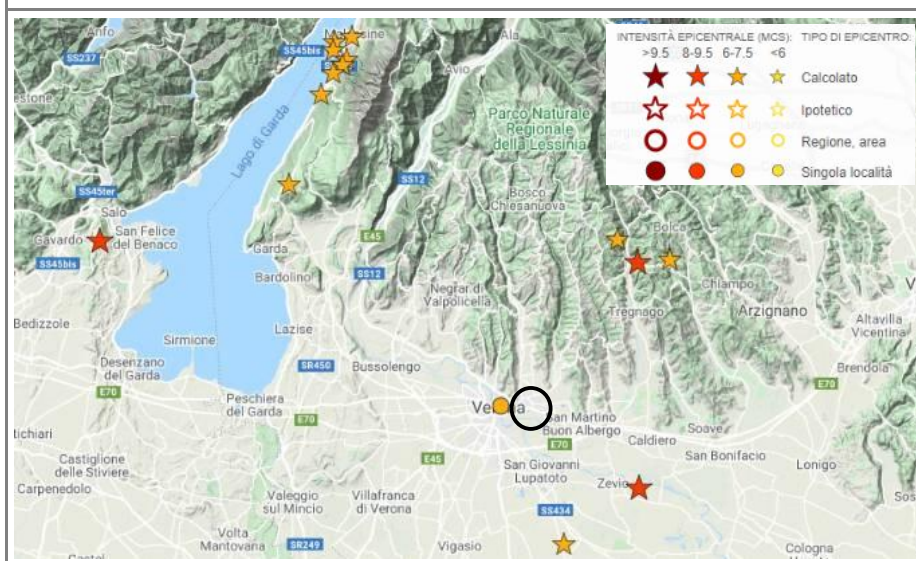 INTENSITÀ EPICENTRALE (MCS): TIPO DI EPICENTRO:
>9.5 8-9.5 6-7.5 <6
Calcolato
Ipotetico
Regione, area
Singola località
Anfo
SS237
SS45bis
Ala
Avio
Parco Naturale
Regionale
della Lessinia
Lago di Garda
SS45ter
SS12
Salo
Bosco
Chiesanuova
Bolca
San Felice
del Benaco
Gavardo
E45
SS45bis
Garda
SS12
Bardolino
Negrar di
Valpolicella
Chiampo
Tregnago
Arzignano
Altavilla
Vicentina
Bedizzole
Sirmione
Lazise
Desenzano
del Garda
SR450
Bussolengo
Brendola
E70
E70
Peschiera
del Garda
E70
San Martino
Buon Albergo
E70
Soave
Caldiero
San Bonifacio
Lonigo
Castiglione
delle Stiviere
Carpenedolo
E45
San Giovanni
Lupatoto
Zevio
Valeggio
sul Mincio
Villafranca
di Verona
SS434
Volta
Mantovana
SR249
Vigasio
Cologna